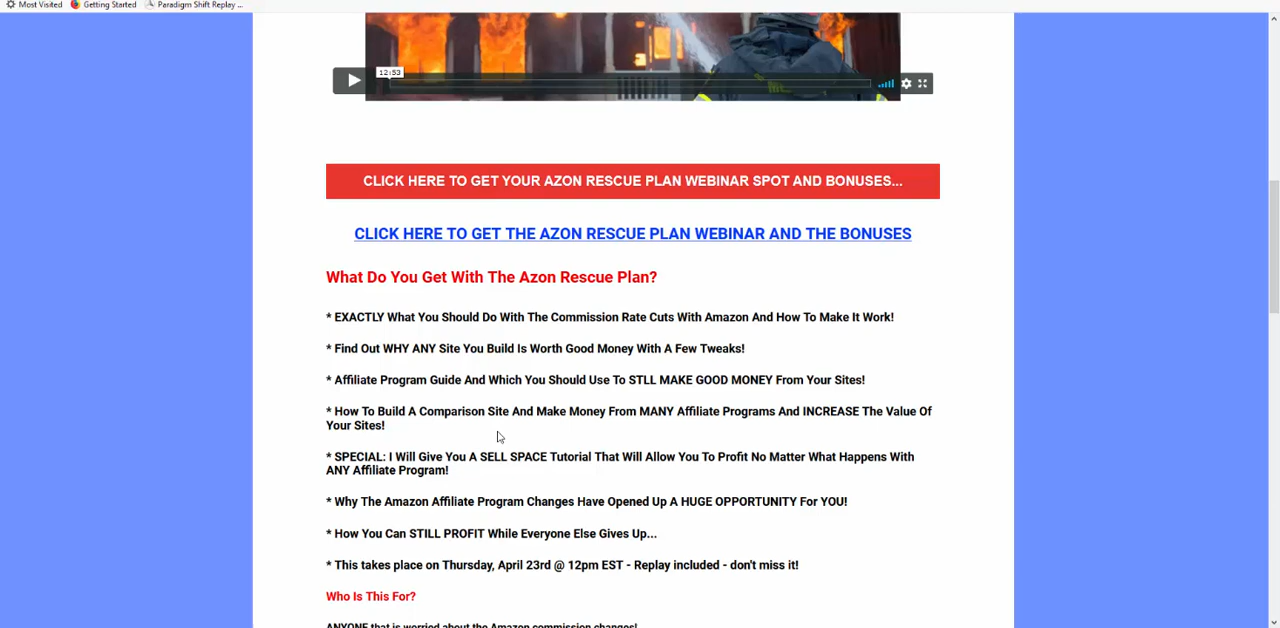 Most Visited Getting Started Paradigm Shift Replay ...
12:53
CLICK HERE TO GET YOUR AZON RESCUE PLAN WEBINAR SPOT AND BONUSES...
CLICK HERE TO GET THE AZON RESCUE PLAN WEBINAR AND THE BONUSES
What Do You Get With The Azon Rescue Plan?
* EXACTLY What You Should Do With The Commission Rate Cuts With Amazon And How To Make It Work!
* Find Out WHY ANY Site You Build Is Worth Good Money With A Few Tweaks!
* Affiliate Program Guide And Which You Should Use To STLL MAKE GOOD MONEY From Your Sites!
* How To Build A Comparison Site And Make Money From MANY Affiliate Programs And INCREASE The Value Of
Your Sites!
* SPECIAL: I Will Give You A SELL SPACE Tutorial That Will Allow You To Profit No Matter What Happens With
ANY Affiliate Program!
* Why The Amazon Affiliate Program Changes Have Opened Up A HUGE OPPORTUNITY For YOU!
* How You Can STILL PROFIT While Everyone Else Gives Up...
* This takes place on Thursday, April 23rd @ 12pm EST - Replay included - don't miss it!
Who Is This For?
ANYONE that is worried about the Amazon commission changes!